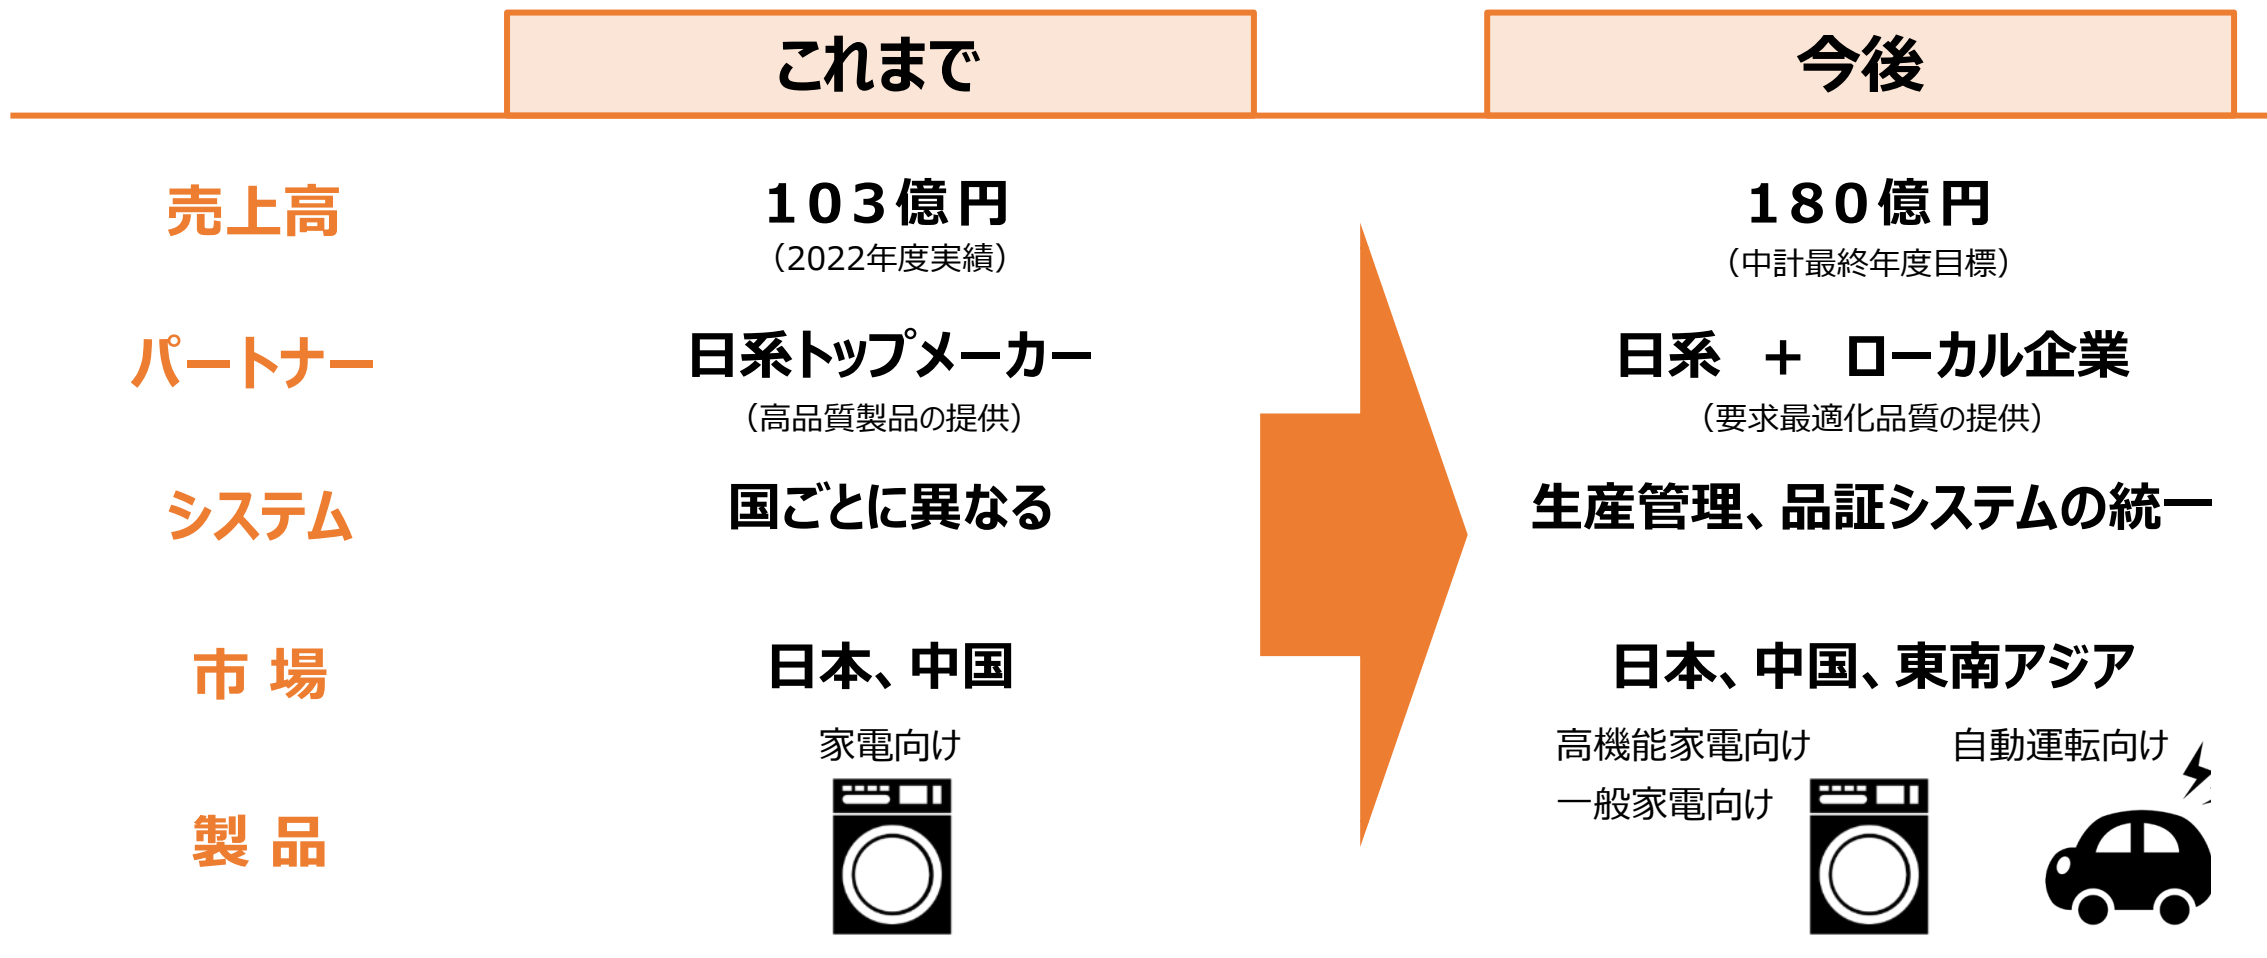 これまで
今後
売上高
１０３億円
（2022年度実績）
１８０億円
（中計最終年度目標）
パートナー
日系トップメーカー
（高品質製品の提供）
日系　＋　ローカル企業
（要求最適化品質の提供）
システム
国ごとに異なる
生産管理、品証システムの統一
市 場
日本、中国
日本、中国、東南アジア
製 品
家電向け
高機能家電向け
一般家電向け
自動運転向け